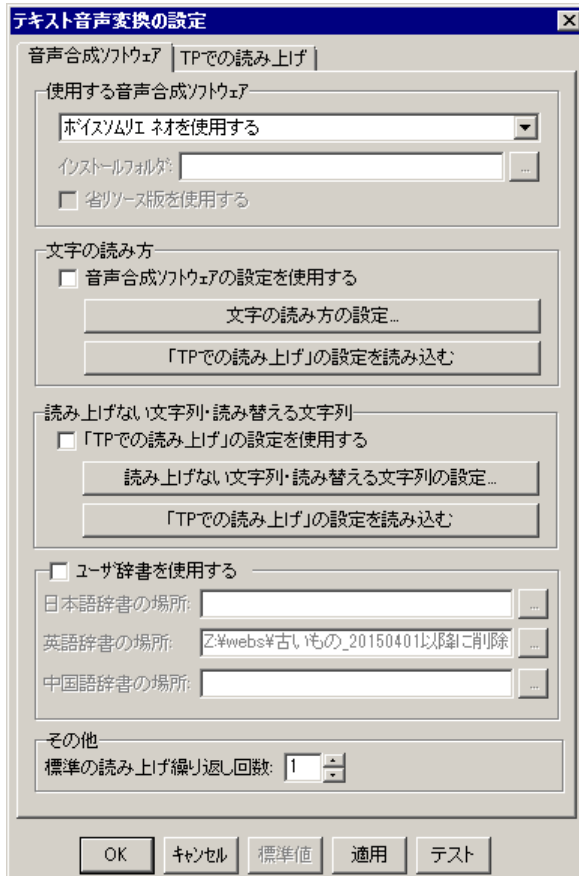 テキスト音声変換の設定
音声合成ｿﾌﾄｳｪｱ TPでの読み上げ
使用する音声合成ｿﾌﾄｳｪｱ
ﾎﾞｲｽｿﾑﾘｴ ネオを使用する
ｲﾝｽﾄｰﾙﾌｫﾙﾀﾞ: ...
省ﾘｿｰｽ版を使用する
文字の読み方
音声合成ｿﾌﾄｳｪｱの設定を使用する
文字の読み方の設定...
「TPでの読み上げ」の設定を読み込む
読み上げない文字列・読み替える文字列
「TPでの読み上げ」の設定を使用する
読み上げない文字列・読み替える文字列の設定...
「TPでの読み上げ」の設定を読み込む
ﾕｰｻﾞ辞書を使用する
日本語辞書の場所: ...
英語辞書の場所: Z:¥webs¥古いもの_20150401以降に削除 ...
中国語辞書の場所: ...
その他
標準の読み上げ繰り返し回数: 1
OK ｷｬﾝｾﾙ 標準値 適用 テスト